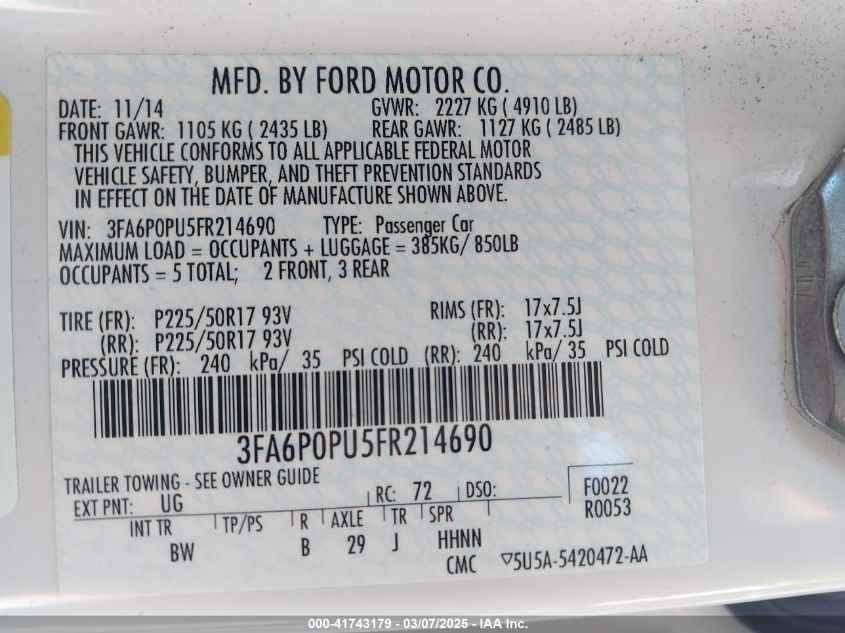 MFD. BY FORD MOTOR CO.
DATE: 11/14 GVWR: 2227 KG ( 4910 LB)
FRONT GAWR: 1105 KG ( 2435 LB) REAR GAWR: 1127 KG ( 2485 LB)
THIS VEHICLE CONFORMS TO ALL APPLICABLE FEDERAL MOTOR
VEHICLE SAFETY, BUMPER, AND THEFT PREVENTION STANDARDS
IN EFFECT ON THE DATE OF MANUFACTURE SHOWN ABOVE.
VIN: 3FA6P0PU5FR214690 TYPE: Passenger Car
MAXIMUM LOAD = OCCUPANTS + LUGGAGE = 385KG/ 850LB
OCCUPANTS = 5 TOTAL; 2 FRONT, 3 REAR
TIRE (FR): P225/50R17 93V RIMS (FR): 17x7.5J
(RR): P225/50R17 93V (RR): 17x7.5J
PRESSURE (FR): 240 kPa/ 35 PSI COLD (RR): 240 kPa/ 35 PSI COLD
3FA6P0PU5FR214690
TRAILER TOWING - SEE OWNER GUIDE
EXT PNT: UG RC: 72 DSO: F0022
R0053
INT TR TP/PS R AXLE TR SPR
BW B 29 J HHNN
CMC ▽5U5A-5420472-AA
000-41743179 - 03/07/2025 - IAA Inc.